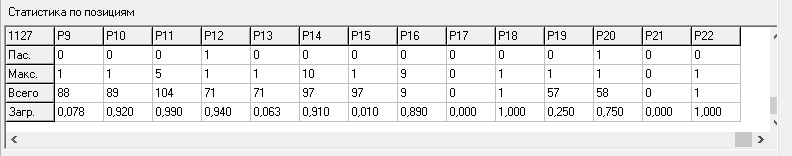 Статистика по позициям
1127 P9 P10 P11 P12 P13 P14 P15 P16 P17 P18 P19 P20 P21 P22
Пас. 0 0 0 1 0 0 0 0 0 0 0 1 0 0
Макс. 1 1 5 1 1 10 1 9 0 1 1 1 0 1
Всего 88 89 104 71 71 97 97 9 0 1 57 58 0 1
Загр. 0,078 0,920 0,990 0,940 0,063 0,910 0,010 0,890 0,000 1,000 0,250 0,750 0,000 1,000